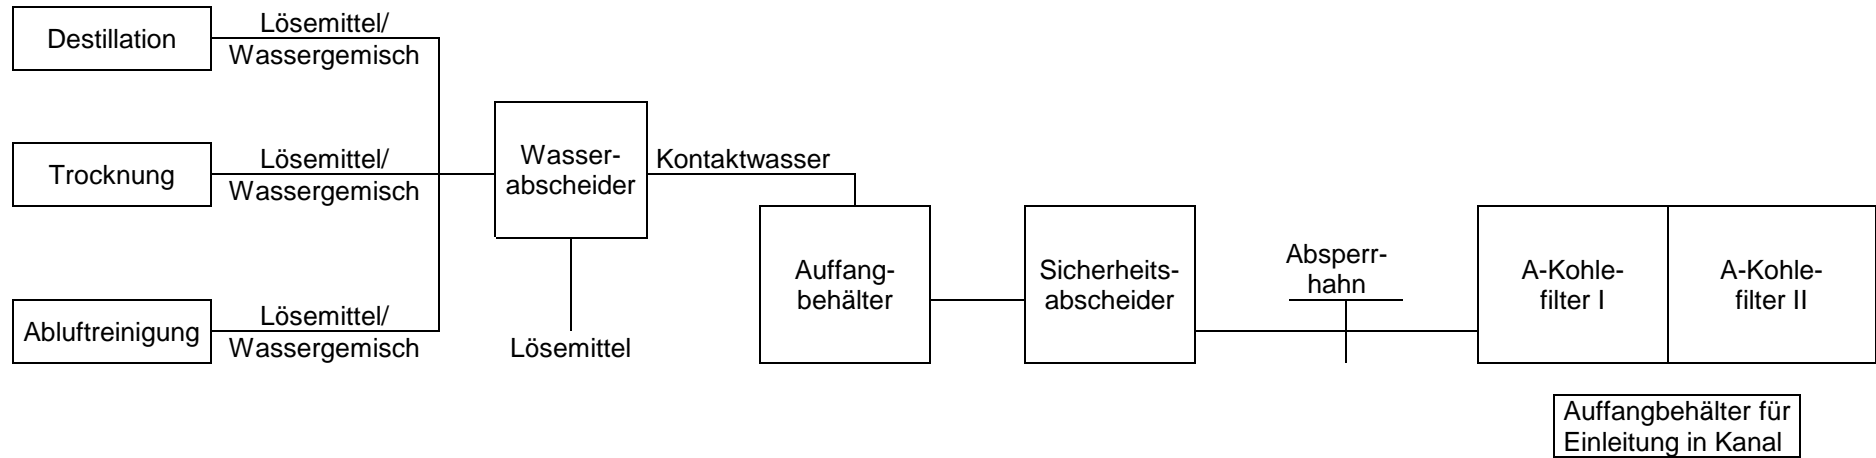 Destillation
Lösemittel/
Wassergemisch
Trocknung
Lösemittel/
Wassergemisch
Abluftreinigung
Lösemittel/
Wassergemisch
Wasser-
abscheider
Lösemittel
Kontaktwasser
Auffang-
behälter
Sicherheits-
abscheider
Absperr-
hahn
A-Kohle-
filter I
A-Kohle-
filter II
Auffangbehälter für
Einleitung in Kanal